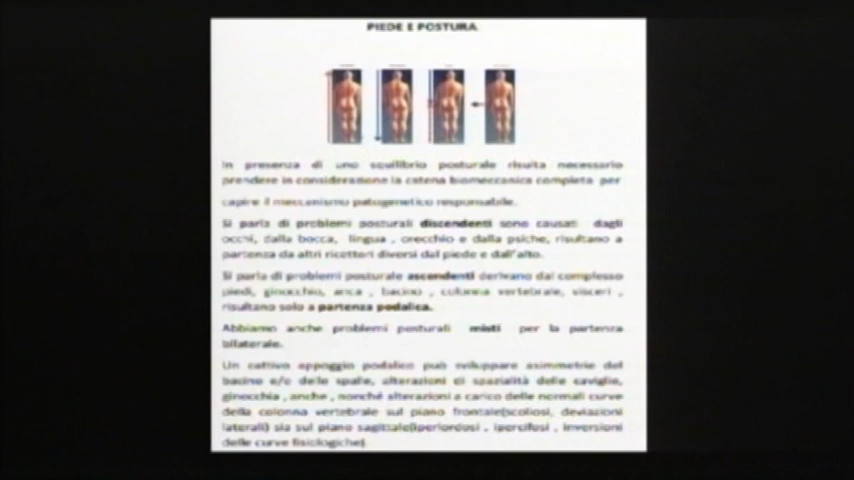 PIEDE E POSTURA
In presenza di uno squilibrio posturale risulta necessario
prendere in considerazione la catena biomeccanica completa per
capire il meccanismo patogenetico responsabile.
Si parla di problemi posturali discendenti sono causati dagli
occhi, dalla bocca, lingua , orecchio e dalla psiche, risultano a
partenza da altri ricettori diversi dal piede e dall'alto.
Si parla di problemi posturale ascendenti derivano dal complesso
piedi, ginocchio, anca , bacino , colonna vertebrale, visceri ,
risultano solo a partenza podalica.
Abbiamo anche problemi posturali misti per la partenza
bilaterale.
Un cattivo appoggio podalico può sviluppare asimmetrie del
bacino e/o delle spalle, alterazioni di spazialità delle caviglie,
ginocchia , anche , nonché alterazioni a carico delle normali curve
della colonna vertebrale sul piano frontale(scoliosi, deviazioni
laterali) sia sul piano sagittale(iperlordosi , ipercifosi , inversioni
delle curve fisiologiche).